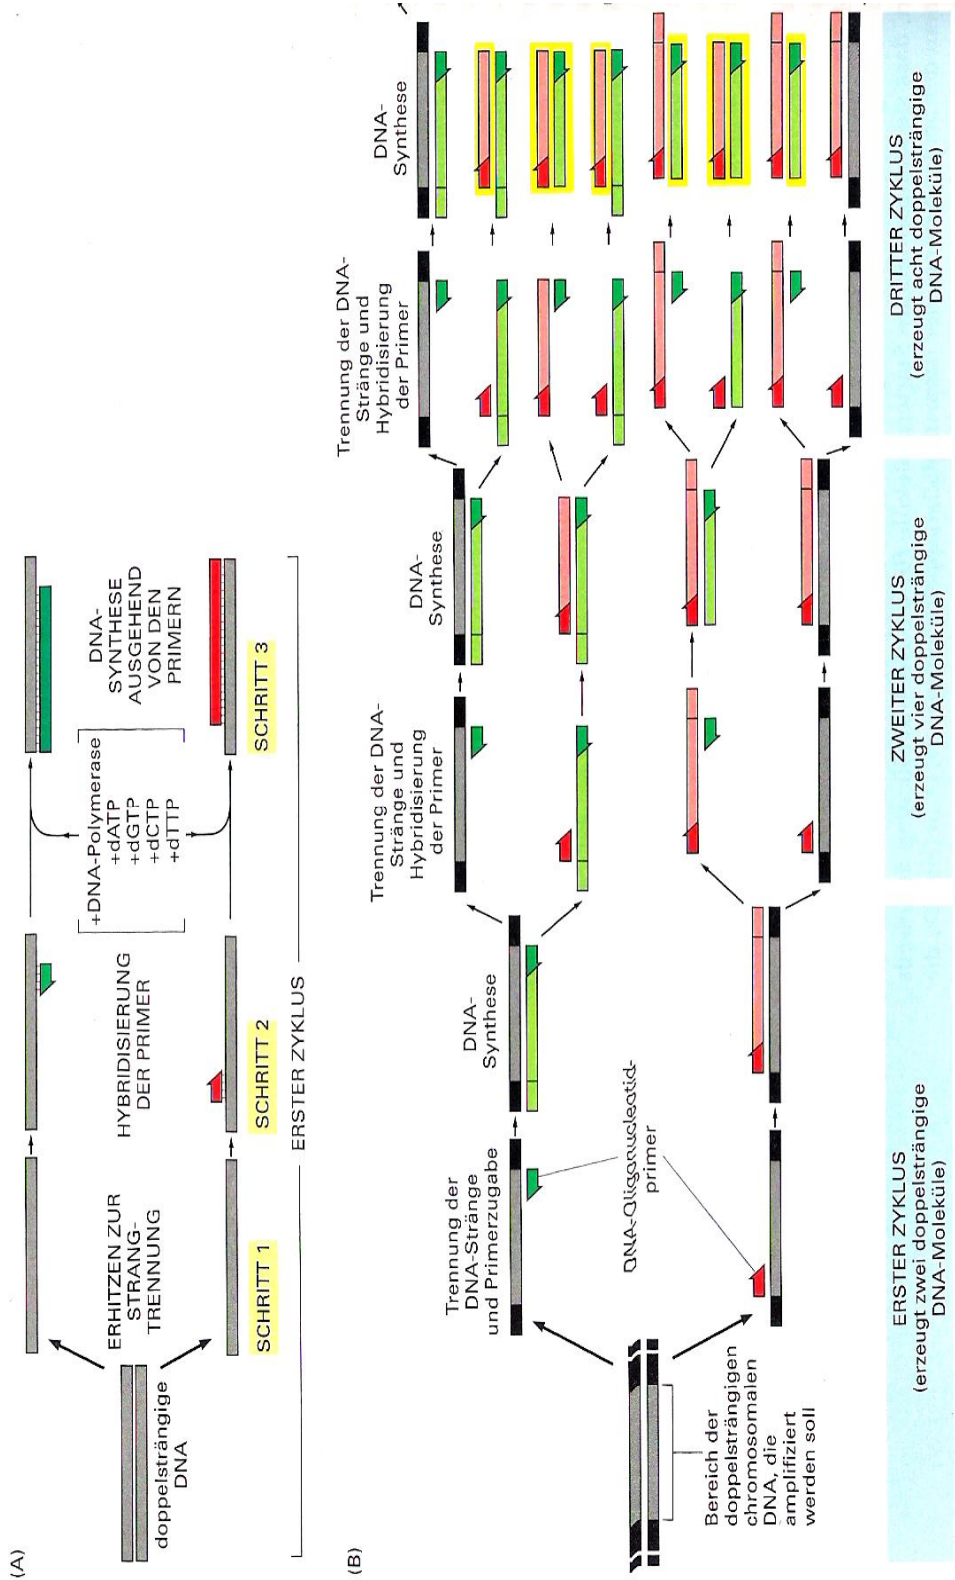 (A)
doppelsträngige
DNA
ERHITZEN ZUR
STRANG-
TRENNUNG
SCHRITT 1
HYBRIDISIERUNG
DER PRIMER
SCHRITT 2
+DNA-Polymerase
+dATP
+dGTP
+dCTP
+dTTP
DNA-
SYNTHESE
AUSGEHEND
VON DEN
PRIMERN
SCHRITT 3
ERSTER ZYKLUS
(B)
Bereich der
doppelsträngigen
chromosomalen
DNA, die
amplifiziert
werden soll
Trennung der
DNA-Stränge
und Primerzugabe
DNA-Oligonucleotid-
primer
DNA-
Synthese
Trennung der DNA-
Stränge und
Hybridisierung
der Primer
DNA-
Synthese
Trennung der DNA-
Stränge und
Hybridisierung
der Primer
DNA-
Synthese
ERSTER ZYKLUS
(erzeugt zwei doppelsträngige
DNA-Moleküle)
ZWEITER ZYKLUS
(erzeugt vier doppelsträngige
DNA-Moleküle)
DRITTER ZYKLUS
(erzeugt acht doppelsträngige
DNA-Moleküle)